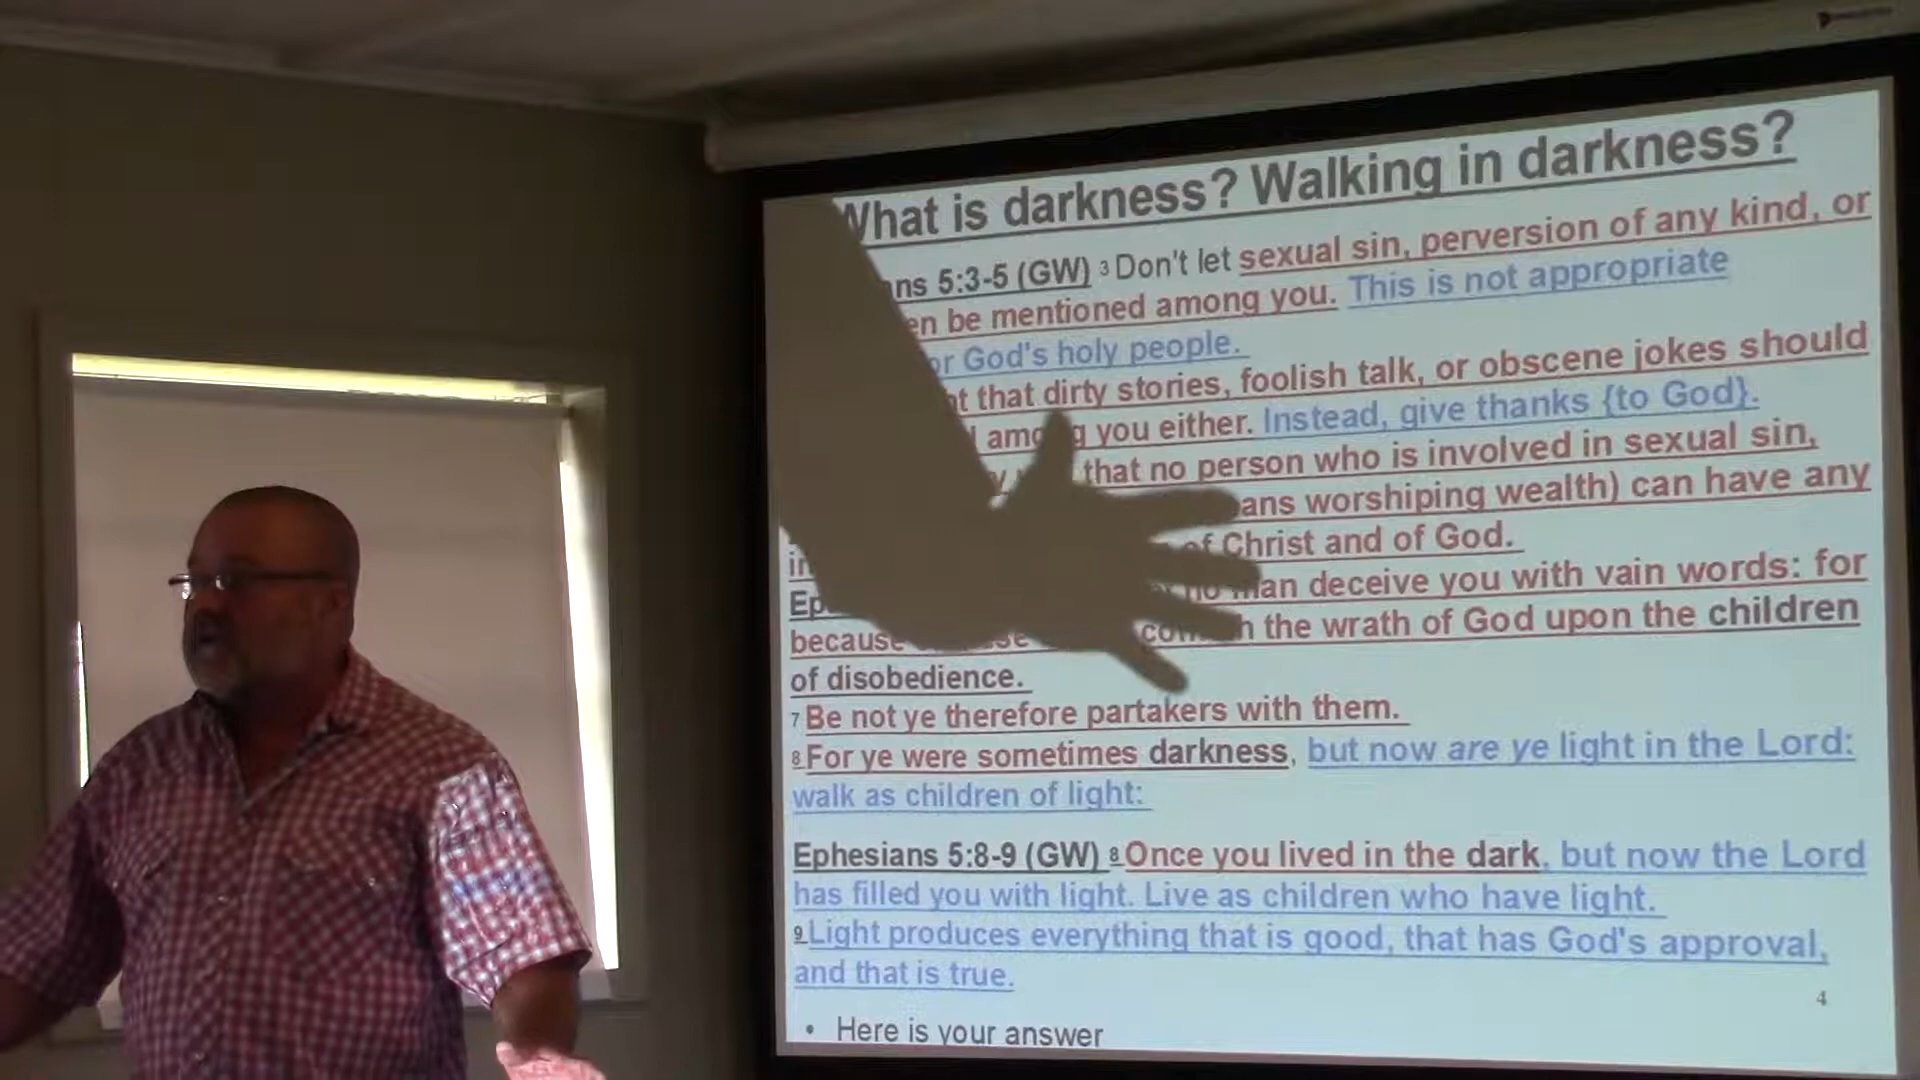 What is darkness? Walking in darkness?
ns 5:3-5 (GW) 3 Don't let sexual sin, perversion of any kind, or
en be mentioned among you. This is not appropriate
or God's holy people.
that dirty stories, foolish talk, or obscene jokes should
among you either. Instead, give thanks {to God}.
that no person who is involved in sexual sin,
ans worshiping wealth) can have any
of Christ and of God.
no man deceive you with vain words: for
because cometh the wrath of God upon the children
of disobedience.
7 Be not ye therefore partakers with them.
8 For ye were sometimes darkness, but now are ye light in the Lord:
walk as children of light:
Ephesians 5:8-9 (GW) 8 Once you lived in the dark, but now the Lord
has filled you with light. Live as children who have light.
9 Light produces everything that is good, that has God's approval,
and that is true.
4
• Here is your answer